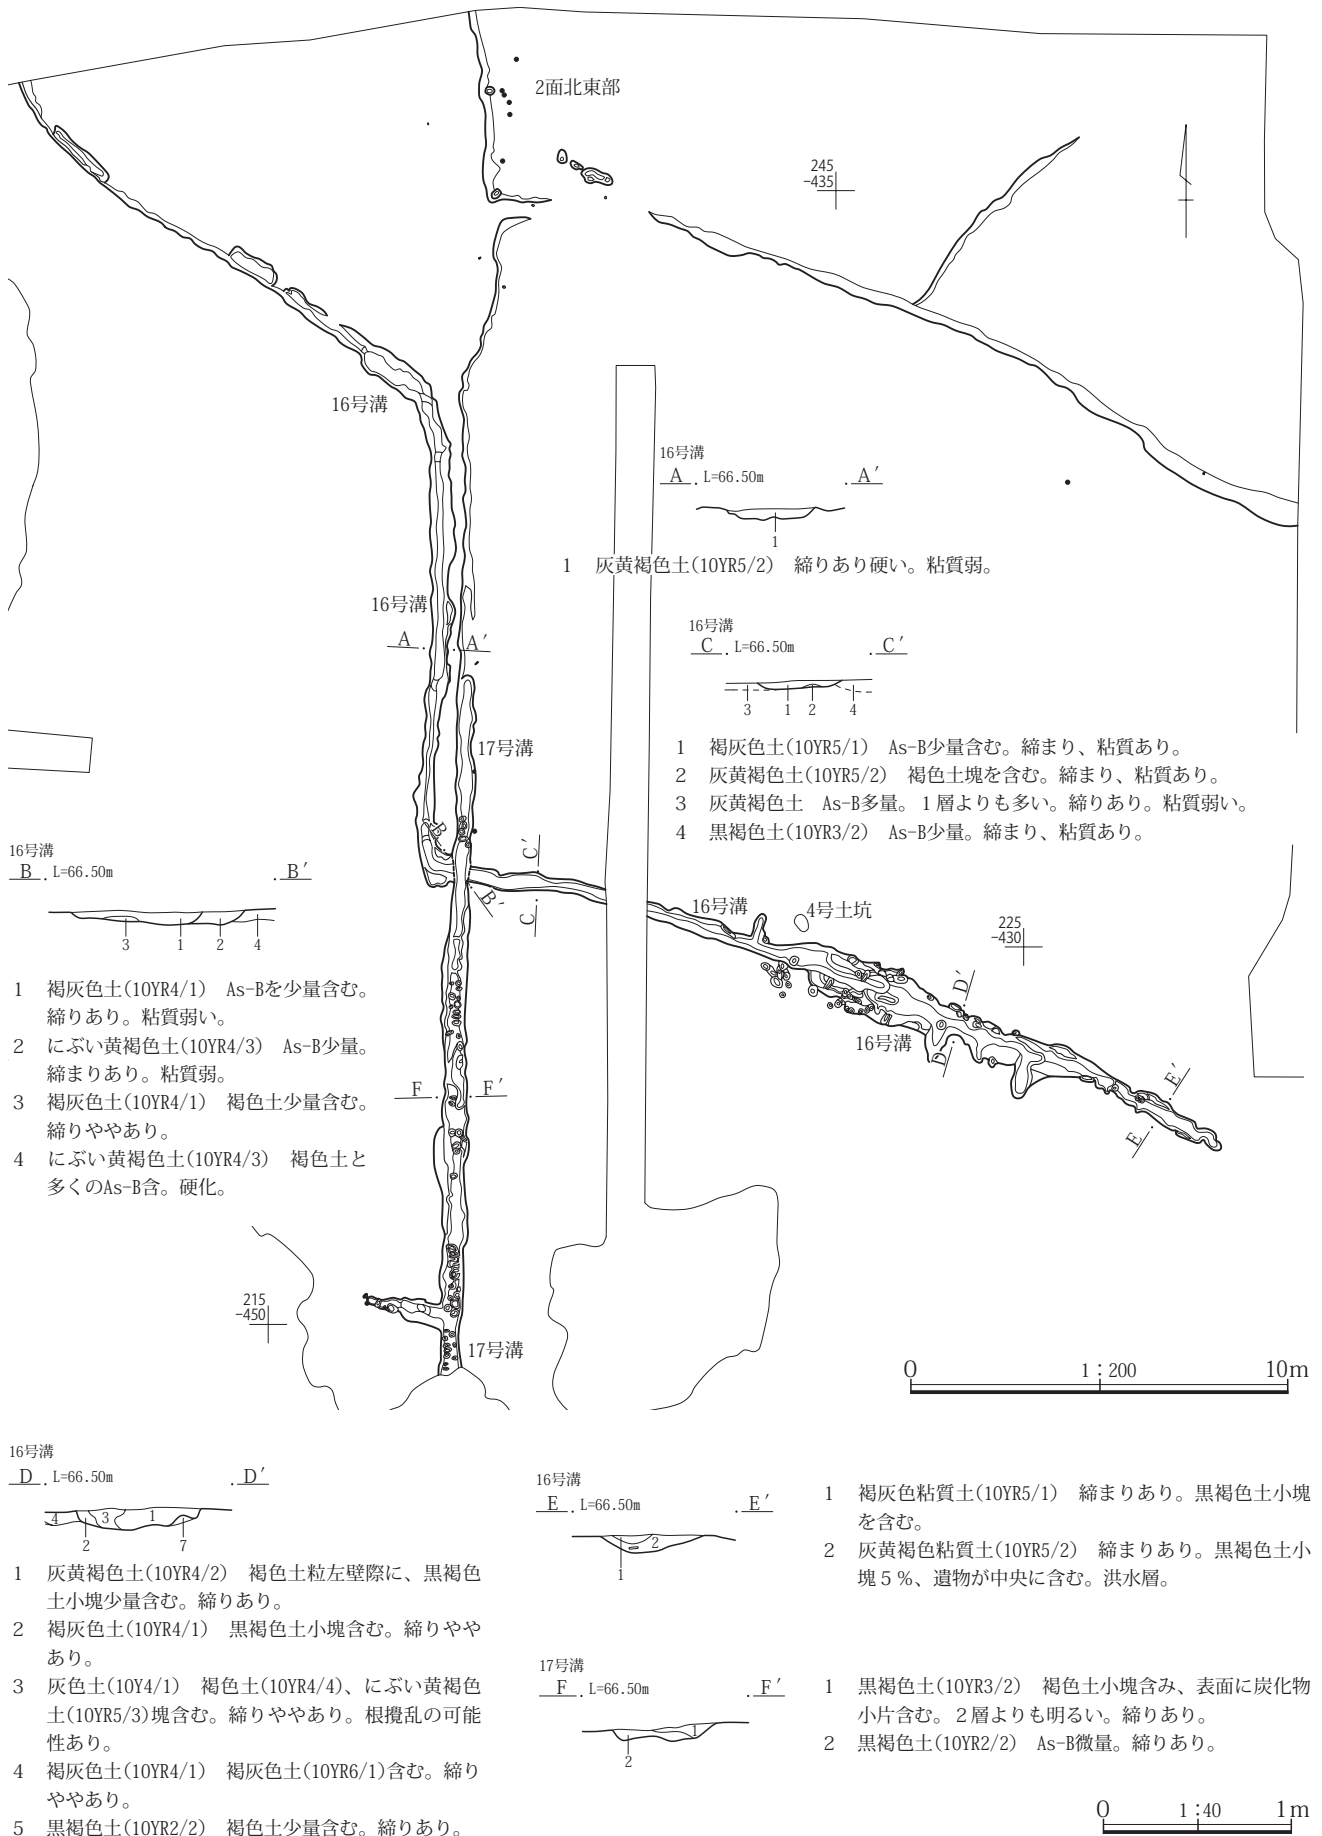 2面北東部
245
-435
16号溝
16号溝
A . L=66.50m . A′
1
1 灰黄褐色土(10YR5/2) 締りあり硬い。粘質弱。
16号溝
A . . A′
16号溝
C . L=66.50m . C′
3 1 2 4
17号溝
1 褐灰色土(10YR5/1) As-B少量含む。締まり、粘質あり。
2 灰黄褐色土(10YR5/2) 褐色土塊を含む。締まり、粘質あり。
3 灰黄褐色土 As-B多量。1層よりも多い。締りあり。粘質弱い。
4 黒褐色土(10YR3/2) As-B少量。締まり、粘質あり。
B
C′
B′
C
16号溝
B . L=66.50m . B′
3 1 2 4
16号溝
4号土坑
225
-430
D′
16号溝
D
E′
E
1 褐灰色土(10YR4/1) As-Bを少量含む。
締りあり。粘質弱い。
2 にぶい黄褐色土(10YR4/3) As-B少量。
締まりあり。粘質弱。
3 褐灰色土(10YR4/1) 褐色土少量含む。
締りややあり。
4 にぶい黄褐色土(10YR4/3) 褐色土と
多くのAs-B含。硬化。
F . . F′
215
-450
17号溝
0 1：200 10m
16号溝
D . L=66.50m . D′
4 3 1
2 7
1 灰黄褐色土(10YR4/2) 褐色土粒左壁際に、黒褐色
土小塊少量含む。締りあり。
2 褐灰色土(10YR4/1) 黒褐色土小塊含む。締りやや
あり。
3 灰色土(10Y4/1) 褐色土(10YR4/4)、にぶい黄褐色
土(10YR5/3)塊含む。締りややあり。根攪乱の可能
性あり。
4 褐灰色土(10YR4/1) 褐灰色土(10YR6/1)含む。締り
ややあり。
5 黒褐色土(10YR2/2) 褐色土少量含む。締りあり。
16号溝
E . L=66.50m . E′
2
1
1 褐灰色粘質土(10YR5/1) 締まりあり。黒褐色土小塊
を含む。
2 灰黄褐色粘質土(10YR5/2) 締まりあり。黒褐色土小
塊５％、遺物が中央に含む。洪水層。
17号溝
F . L=66.50m . F′
1
2
1 黒褐色土(10YR3/2) 褐色土小塊含み、表面に炭化物
小片含む。２層よりも明るい。締りあり。
2 黒褐色土(10YR2/2) As-B微量。締りあり。
0 1：40 1m